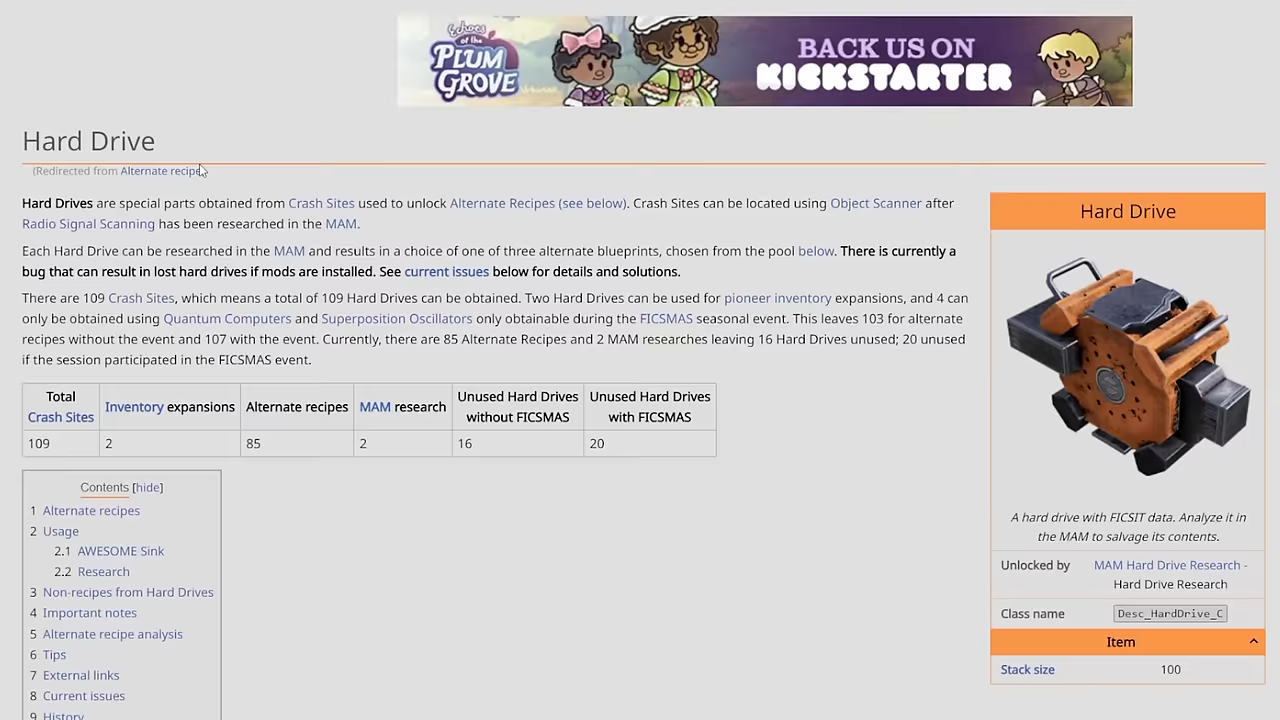 Echoes
of the
PLUM
GROVE
BACK US ON
KICKSTARTER
Hard Drive
(Redirected from Alternate recipe)
Hard Drives are special parts obtained from Crash Sites used to unlock Alternate Recipes (see below). Crash Sites can be located using Object Scanner after
Radio Signal Scanning has been researched in the MAM.
Each Hard Drive can be researched in the MAM and results in a choice of one of three alternate blueprints, chosen from the pool below. There is currently a
bug that can result in lost hard drives if mods are installed. See current issues below for details and solutions.
There are 109 Crash Sites, which means a total of 109 Hard Drives can be obtained. Two Hard Drives can be used for pioneer inventory expansions, and 4 can
only be obtained using Quantum Computers and Superposition Oscillators only obtainable during the FICSMAS seasonal event. This leaves 103 for alternate
recipes without the event and 107 with the event. Currently, there are 85 Alternate Recipes and 2 MAM researches leaving 16 Hard Drives unused; 20 unused
if the session participated in the FICSMAS event.
Total Crash Sites Inventory expansions Alternate recipes MAM research Unused Hard Drives without FICSMAS Unused Hard Drives with FICSMAS
109 2 85 2 16 20
Contents [hide]
1 Alternate recipes
2 Usage
2.1 AWESOME Sink
2.2 Research
3 Non-recipes from Hard Drives
4 Important notes
5 Alternate recipe analysis
6 Tips
7 External links
8 Current issues
9 History
Hard Drive
A hard drive with FICSIT data. Analyze it in
the MAM to salvage its contents.
Unlocked by MAM Hard Drive Research -
Hard Drive Research
Class name Desc_HardDrive_C
Item
Stack size 100